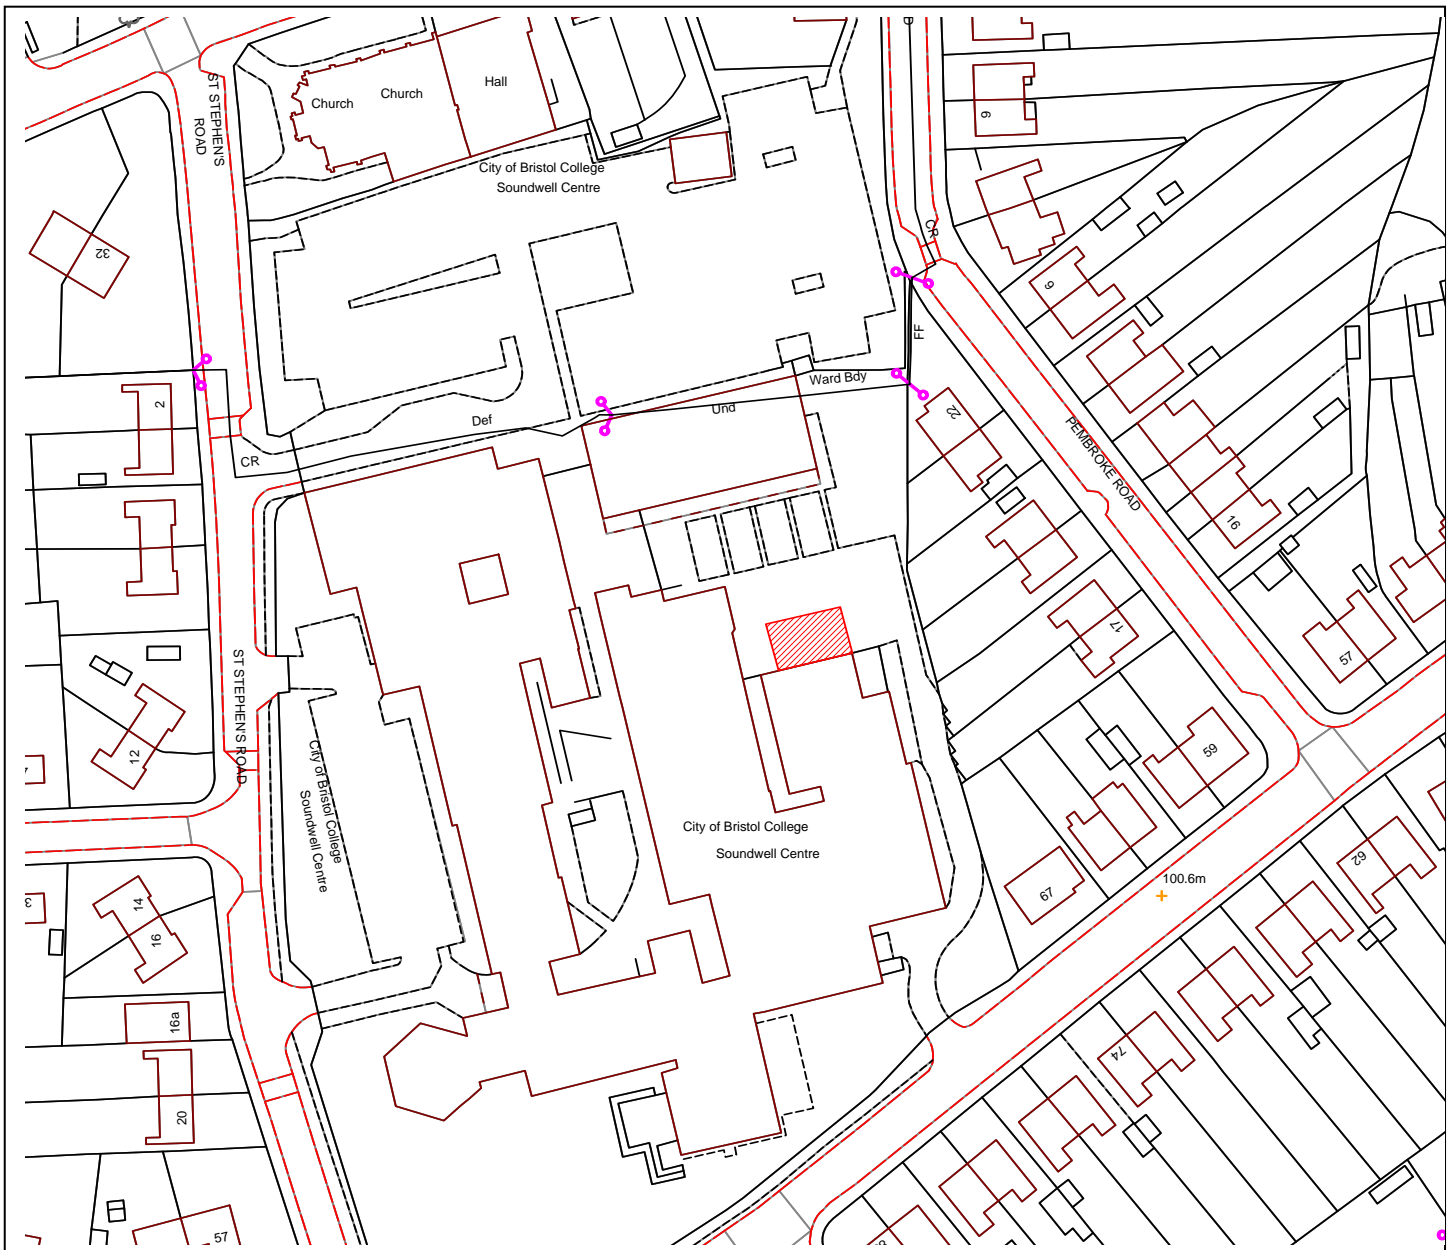 ST STEPHEN'S
ROAD
Church
Church
Hall
City of Bristol College
Soundwell Centre
9
CR
32
9
FF
2
Def
Und
Ward Bdy
22
CR
PEMBROKE ROAD
16
17
57
ST STEPHEN'S ROAD
12
City of Bristol College
Soundwell Centre
59
City of Bristol College
Soundwell Centre
62
67
100.6m
14
16
16a
74
20
57